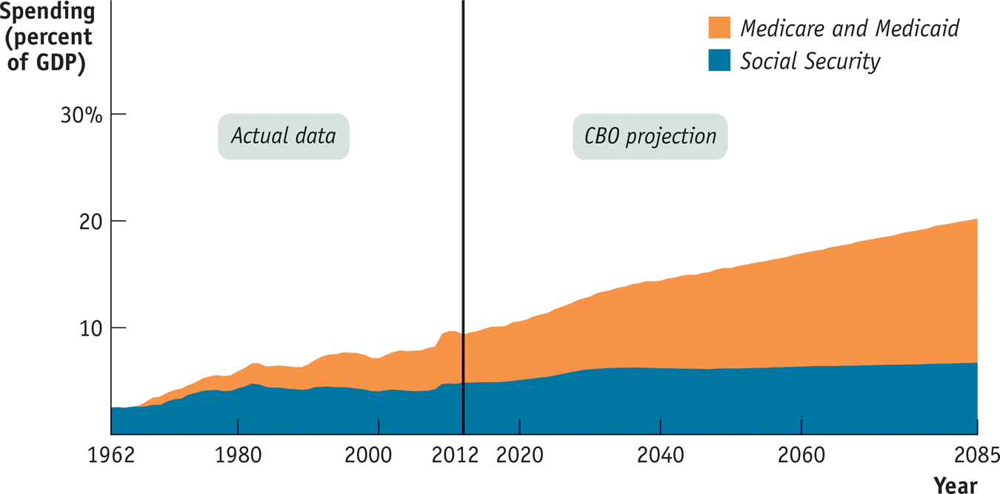 Spending
(percent
of GDP)
Medicare and Medicaid
Social Security
30%
Actual data
CBO projection
20
10
1962 1980 2000 2012 2020 2040 2060 2085
Year